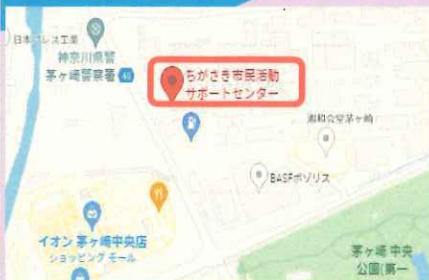 日本プレス工業
神奈川県警
茅ヶ崎警察署
45
ちがさき市民活動
サポートセンター
湘和会堂茅ヶ崎
BASFポゾリス
イオン 茅ヶ崎中央店
ショッピング モール
茅ヶ崎 中央
公園(第一